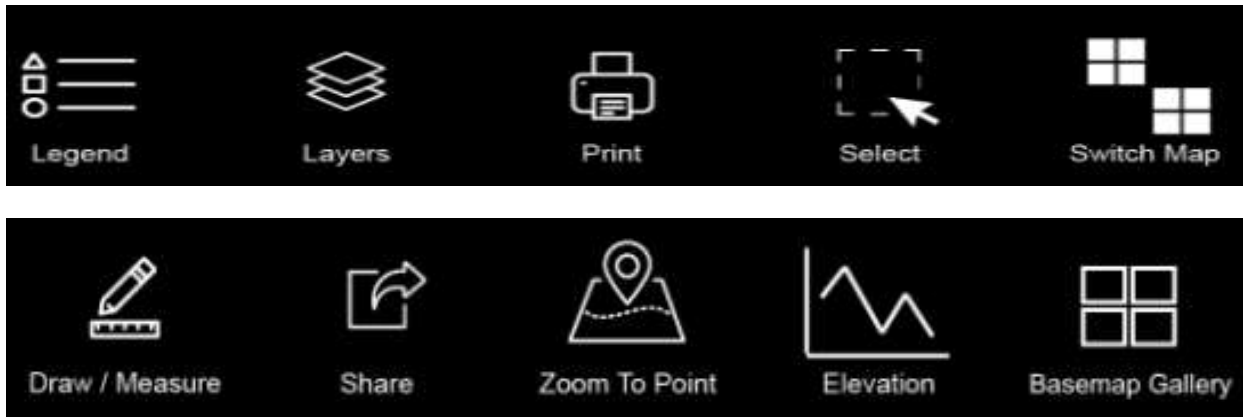 Legend Layers Print Select Switch Map
Draw / Measure Share Zoom To Point Elevation Basemap Gallery